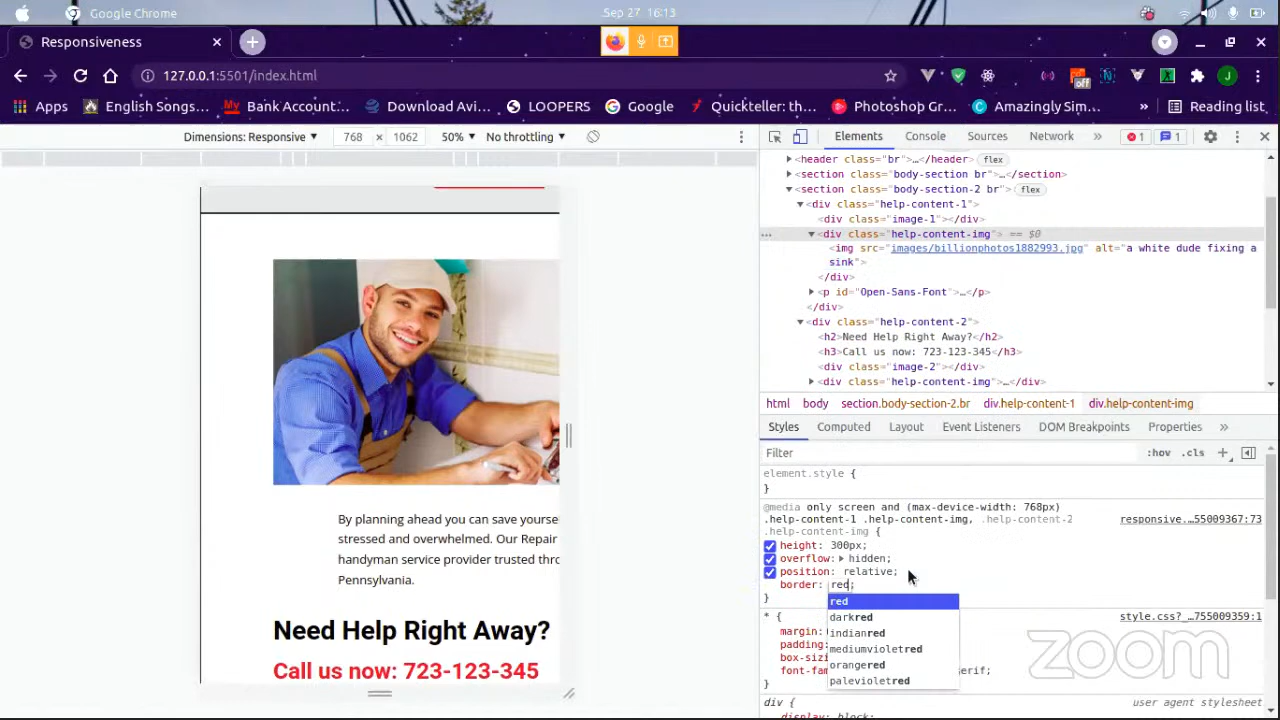 Google Chrome
Sep 27 16:13
Responsiveness
127.0.0.1:5501/index.html
off
J
Apps
English Songs...
My Bank Account:...
Download Avi...
LOOPERS
Google
Quickteller: th...
Photoshop Gr...
C Amazingly Sim...
»
Reading list
Dimensions: Responsive
768 × 1062
50%
No throttling
Elements Console Sources Network » 1 1
<header class="br">…</header> flex
<section class="body-section br">…</section>
<section class="body-section-2 br"> flex
<div class="help-content-1">
<div class="image-1"></div>
... <div class="help-content-img"> == $0
<img src="images/billionphotos1882993.jpg" alt="a white dude fixing a
sink">
</div>
<p id="Open-Sans-Font">…</p>
</div>
<div class="help-content-2">
<h2>Need Help Right Away?</h2>
<h3>Call us now: 723-123-345</h3>
<div class="image-2"></div>
<div class="help-content-img">…</div>
html body section.body-section-2.br div.help-content-1 div.help-content-img
Styles Computed Layout Event Listeners DOM Breakpoints Properties »
Filter
:hov .cls
element.style {
}
@media only screen and (max-device-width: 768px)
.help-content-1 .help-content-img, .help-content-2
responsive.…55009367:73
.help-content-img {
height: 300px;
overflow: hidden;
position: relative;
border: red;
}
red
darkred
indianred
mediumvioletred
orangered
palevioletred
* {
style.css?_…755009359:1
margin:
padding:
box-siz
font-fam
erif;
}
div {
user agent stylesheet
display: block;
By planning ahead you can save yourse
stressed and overwhelmed. Our Repair
handyman service provider trusted thro
Pennsylvania.
Need Help Right Away?
Call us now: 723-123-345
zoom